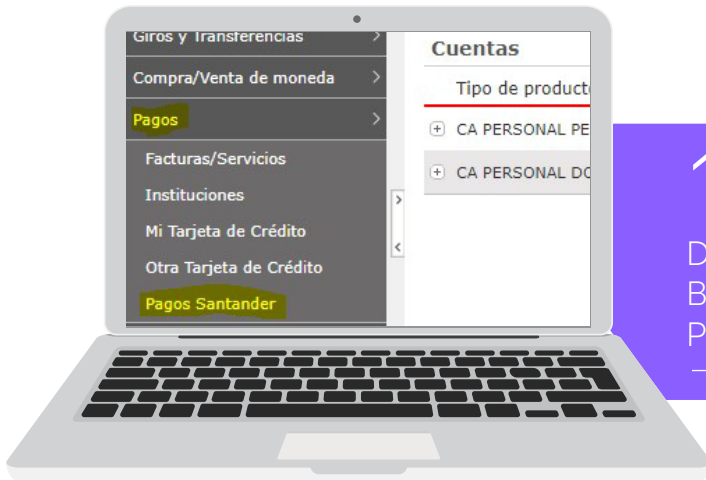 Giros y Transferencias
Compra/Venta de moneda
Pagos
Facturas/Servicios
Instituciones
Mi Tarjeta de Crédito
Otra Tarjeta de Crédito
Pagos Santander
Cuentas
Tipo de product
CA PERSONAL PE
CA PERSONAL DO
D
B
P